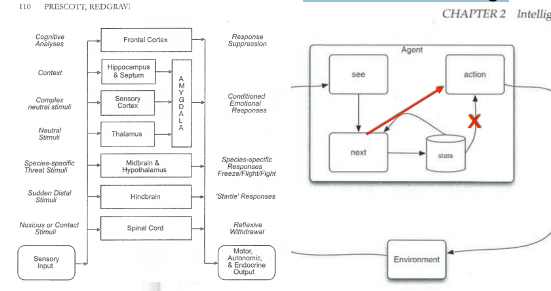 110 PRESCOTT, REDGRAVI
Cognitive
Analyses
Frontal Cortex
Response
Suppression
Context
Hippocampus
& Septum
Complex
neutral stimuli
Sensory
Cortex
AMYGDALA
Conditioned
Emotional
Responses
Neutral
Stimuli
Thalamus
Species-specific
Threat Stimuli
Midbrain &
Hypothalamus
Species-specific
Responses
Freeze/Flight/Fight
Sudden Distal
Stimuli
Hindbrain
'Startle' Responses
Noxious or Contact
Stimuli
Spinal Cord
Reflexive
Withdrawal
Sensory
Input
Motor,
Autonomic,
& Endocrine
Output
CHAPTER 2 Intellig
Agent
see
action
next
state
X
Environment